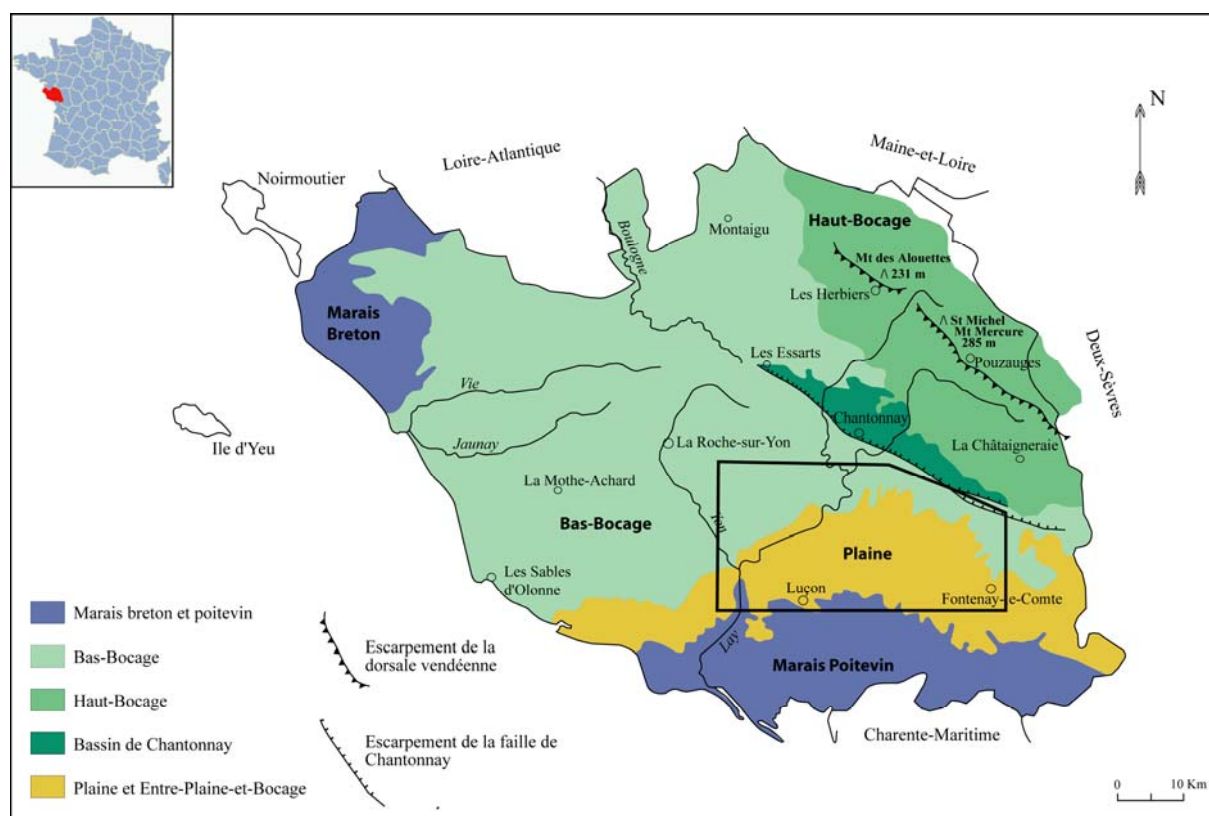 N
Loire-Atlantique
Maine-et-Loire
Noirmoutier
Haut-Bocage
Montaigu
Boulogne
Mt des Alouettes
231 m
Les Herbiers
Marais
Breton
St Michel
Mt Mercure
285 m
Pouzauges
Deux-Sèvres
Les Essarts
Vie
Chantonnay
Ile d'Yeu
Jaunay
La Roche-sur-Yon
La Châtaigneraie
La Mothe-Achard
Bas-Bocage
Yon
Plaine
Les Sables
d'Olonne
Luçon
Fontenay-le-Comte
Lay
Marais Poitevin
Charente-Maritime
Marais breton et poitevin
Bas-Bocage
Haut-Bocage
Bassin de Chantonnay
Plaine et Entre-Plaine-et-Bocage
Escarpement de la
dorsale vendéenne
Escarpement de la faille de
Chantonnay
0 10 Km